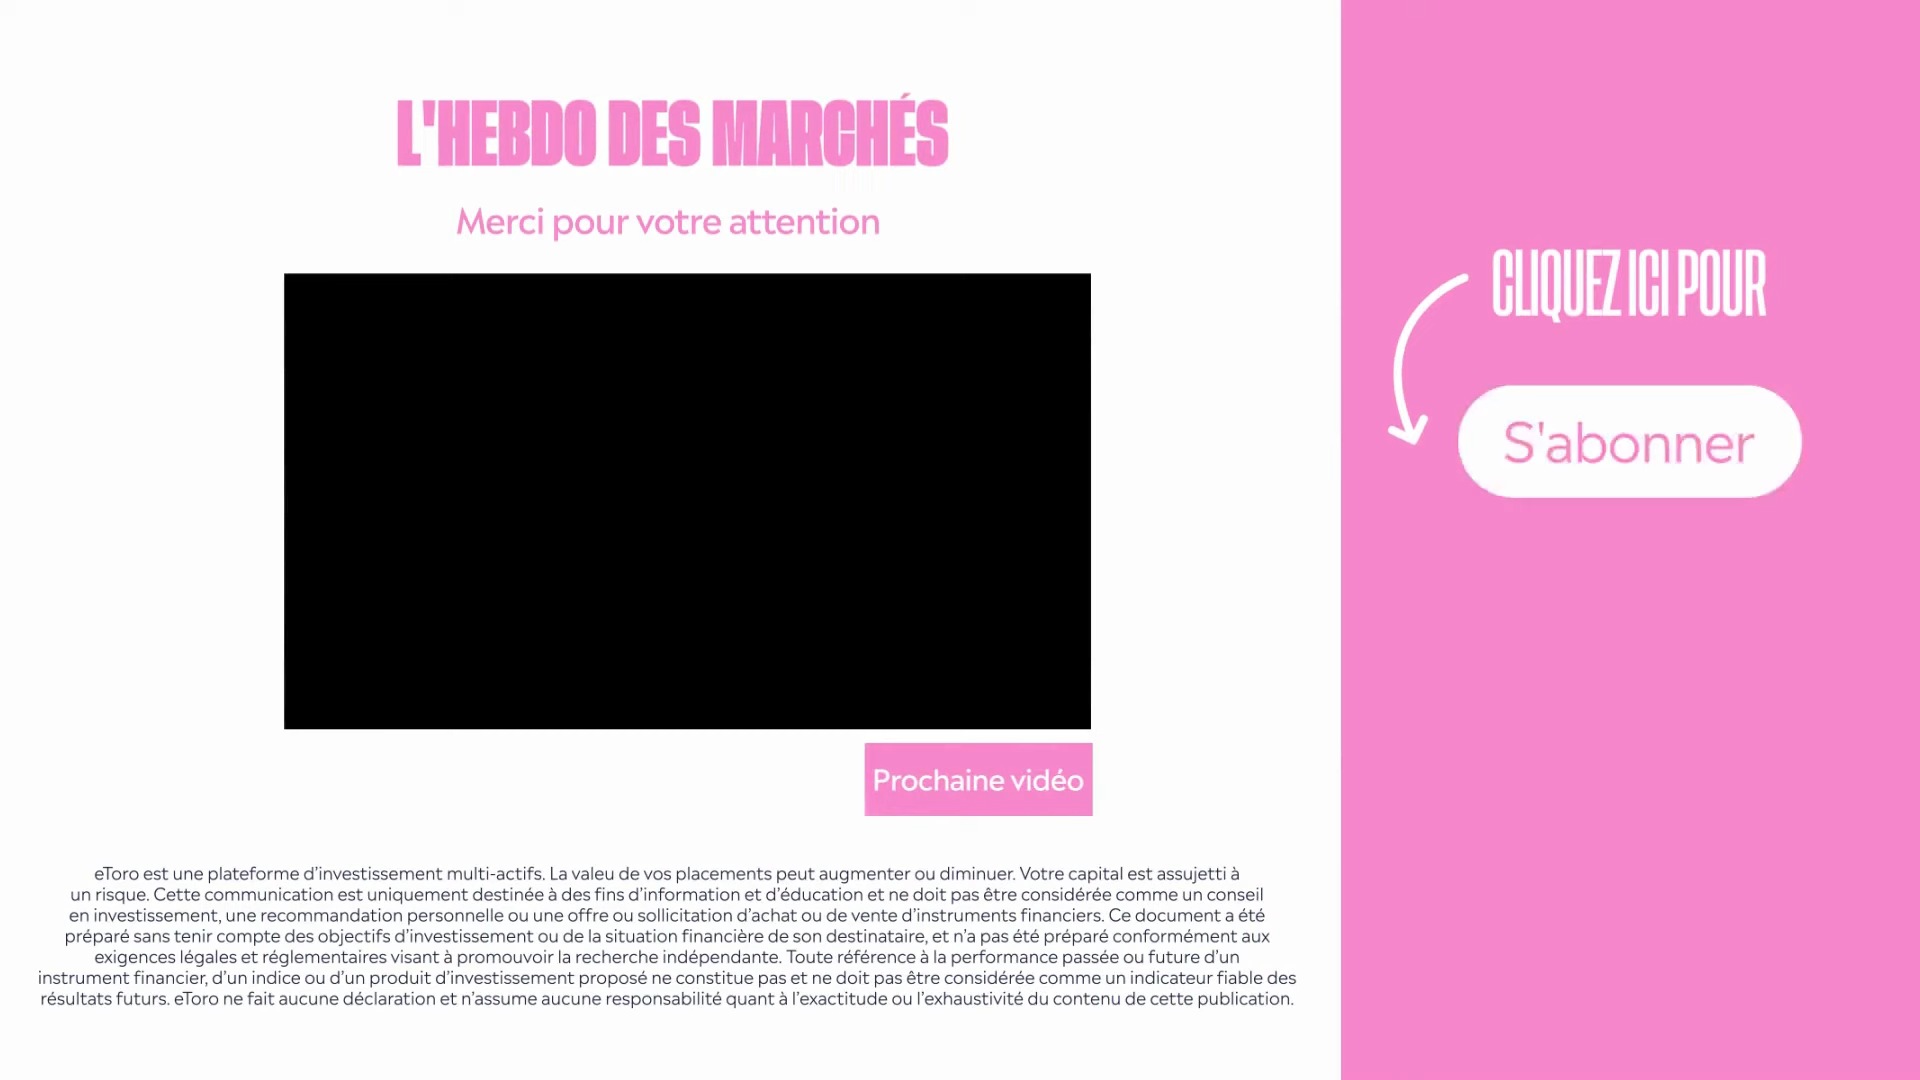 L'HEBDO DES MARCHÉS
Merci pour votre attention
CLIQUEZ ICI POUR
S'abonner
Prochaine vidéo
eToro est une plateforme d’investissement multi-actifs. La valeu de vos placements peut augmenter ou diminuer. Votre capital est assujetti à
un risque. Cette communication est uniquement destinée à des fins d’information et d’éducation et ne doit pas être considérée comme un conseil
en investissement, une recommandation personnelle ou une offre ou sollicitation d’achat ou de vente d’instruments financiers. Ce document a été
préparé sans tenir compte des objectifs d’investissement ou de la situation financière de son destinataire, et n’a pas été préparé conformément aux
exigences légales et réglementaires visant à promouvoir la recherche indépendante. Toute référence à la performance passée ou future d’un
instrument financier, d’un indice ou d’un produit d’investissement proposé ne constitue pas et ne doit pas être considérée comme un indicateur fiable des
résultats futurs. eToro ne fait aucune déclaration et n’assume aucune responsabilité quant à l’exactitude ou l’exhaustivité du contenu de cette publication.